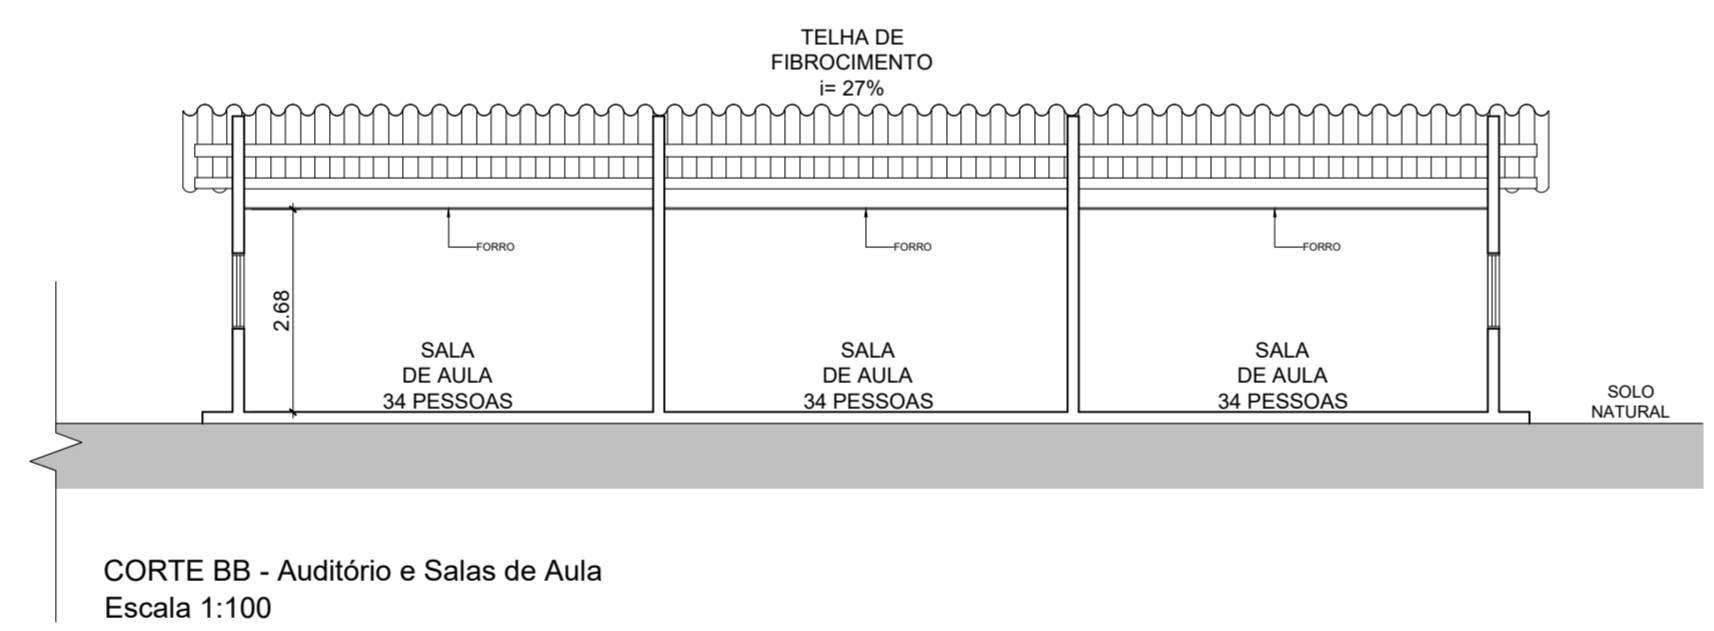 TELHA DE
FIBROCIMENTO
i= 27%
FORRO
FORRO
FORRO
2.68
SALA
DE AULA
34 PESSOAS
SALA
DE AULA
34 PESSOAS
SALA
DE AULA
34 PESSOAS
SOLO
NATURAL
CORTE BB - Auditório e Salas de Aula
Escala 1:100